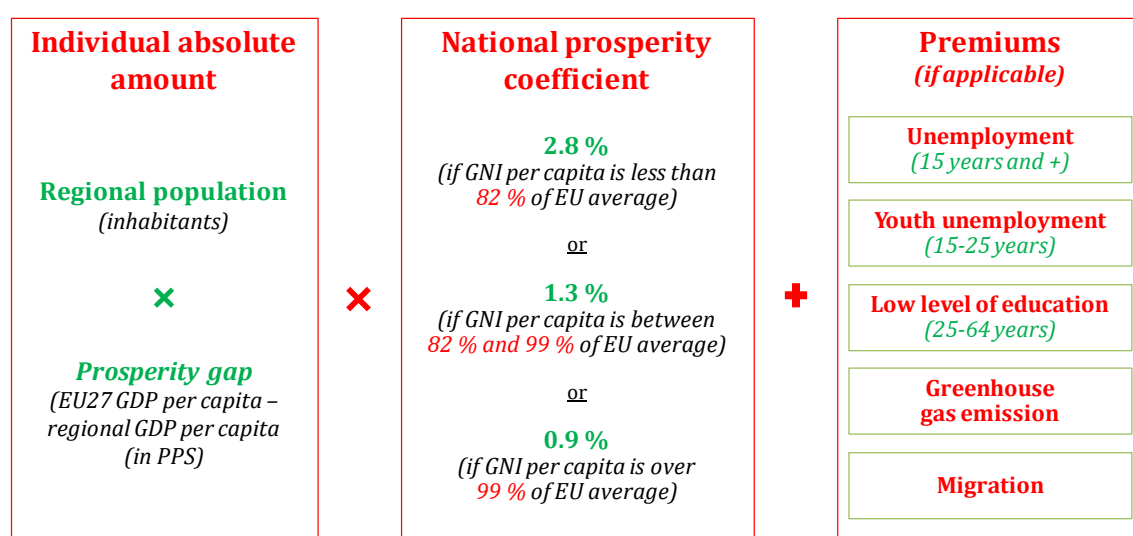 Individual absolute
amount
Regional population
(inhabitants)
×
Prosperity gap
(EU27 GDP per capita –
regional GDP per capita
(in PPS)
×
National prosperity
coefficient
2.8 %
(if GNI per capita is less than
82 % of EU average)
or
1.3 %
(if GNI per capita is between
82 % and 99 % of EU average)
or
0.9 %
(if GNI per capita is over
99 % of EU average)
+
Premiums
(if applicable)
Unemployment
(15 years and +)
Youth unemployment
(15-25 years)
Low level of education
(25-64 years)
Greenhouse
gas emission
Migration